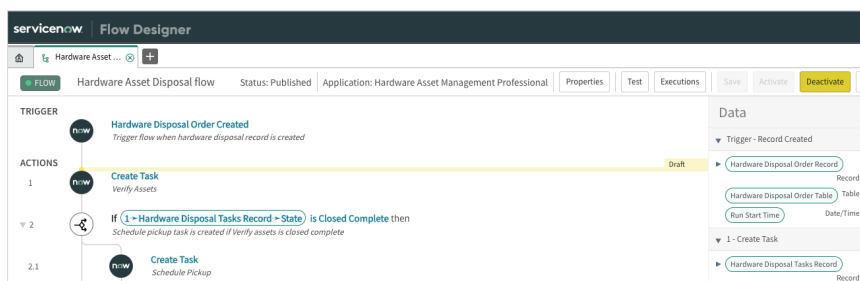 servicenow Flow Designer
Hardware Asset ...
FLOW Hardware Asset Disposal flow Status: Published Application: Hardware Asset Management Professional Properties Test Executions Save Activate Deactivate
TRIGGER
Data
now Hardware Disposal Order Created
Trigger flow when hardware disposal record is created
Trigger - Record Created
ACTIONS
Draft
Hardware Disposal Order Record
Record
1 now Create Task
Verify Assets
Hardware Disposal Order Table Table
2 If 1 ➛ Hardware Disposal Tasks Record ➛ State is Closed Complete then
Schedule pickup task is created if Verify assets is closed complete
Run Start Time Date/Time
1 - Create Task
2.1 now Create Task
Schedule Pickup
Hardware Disposal Tasks Record
Record